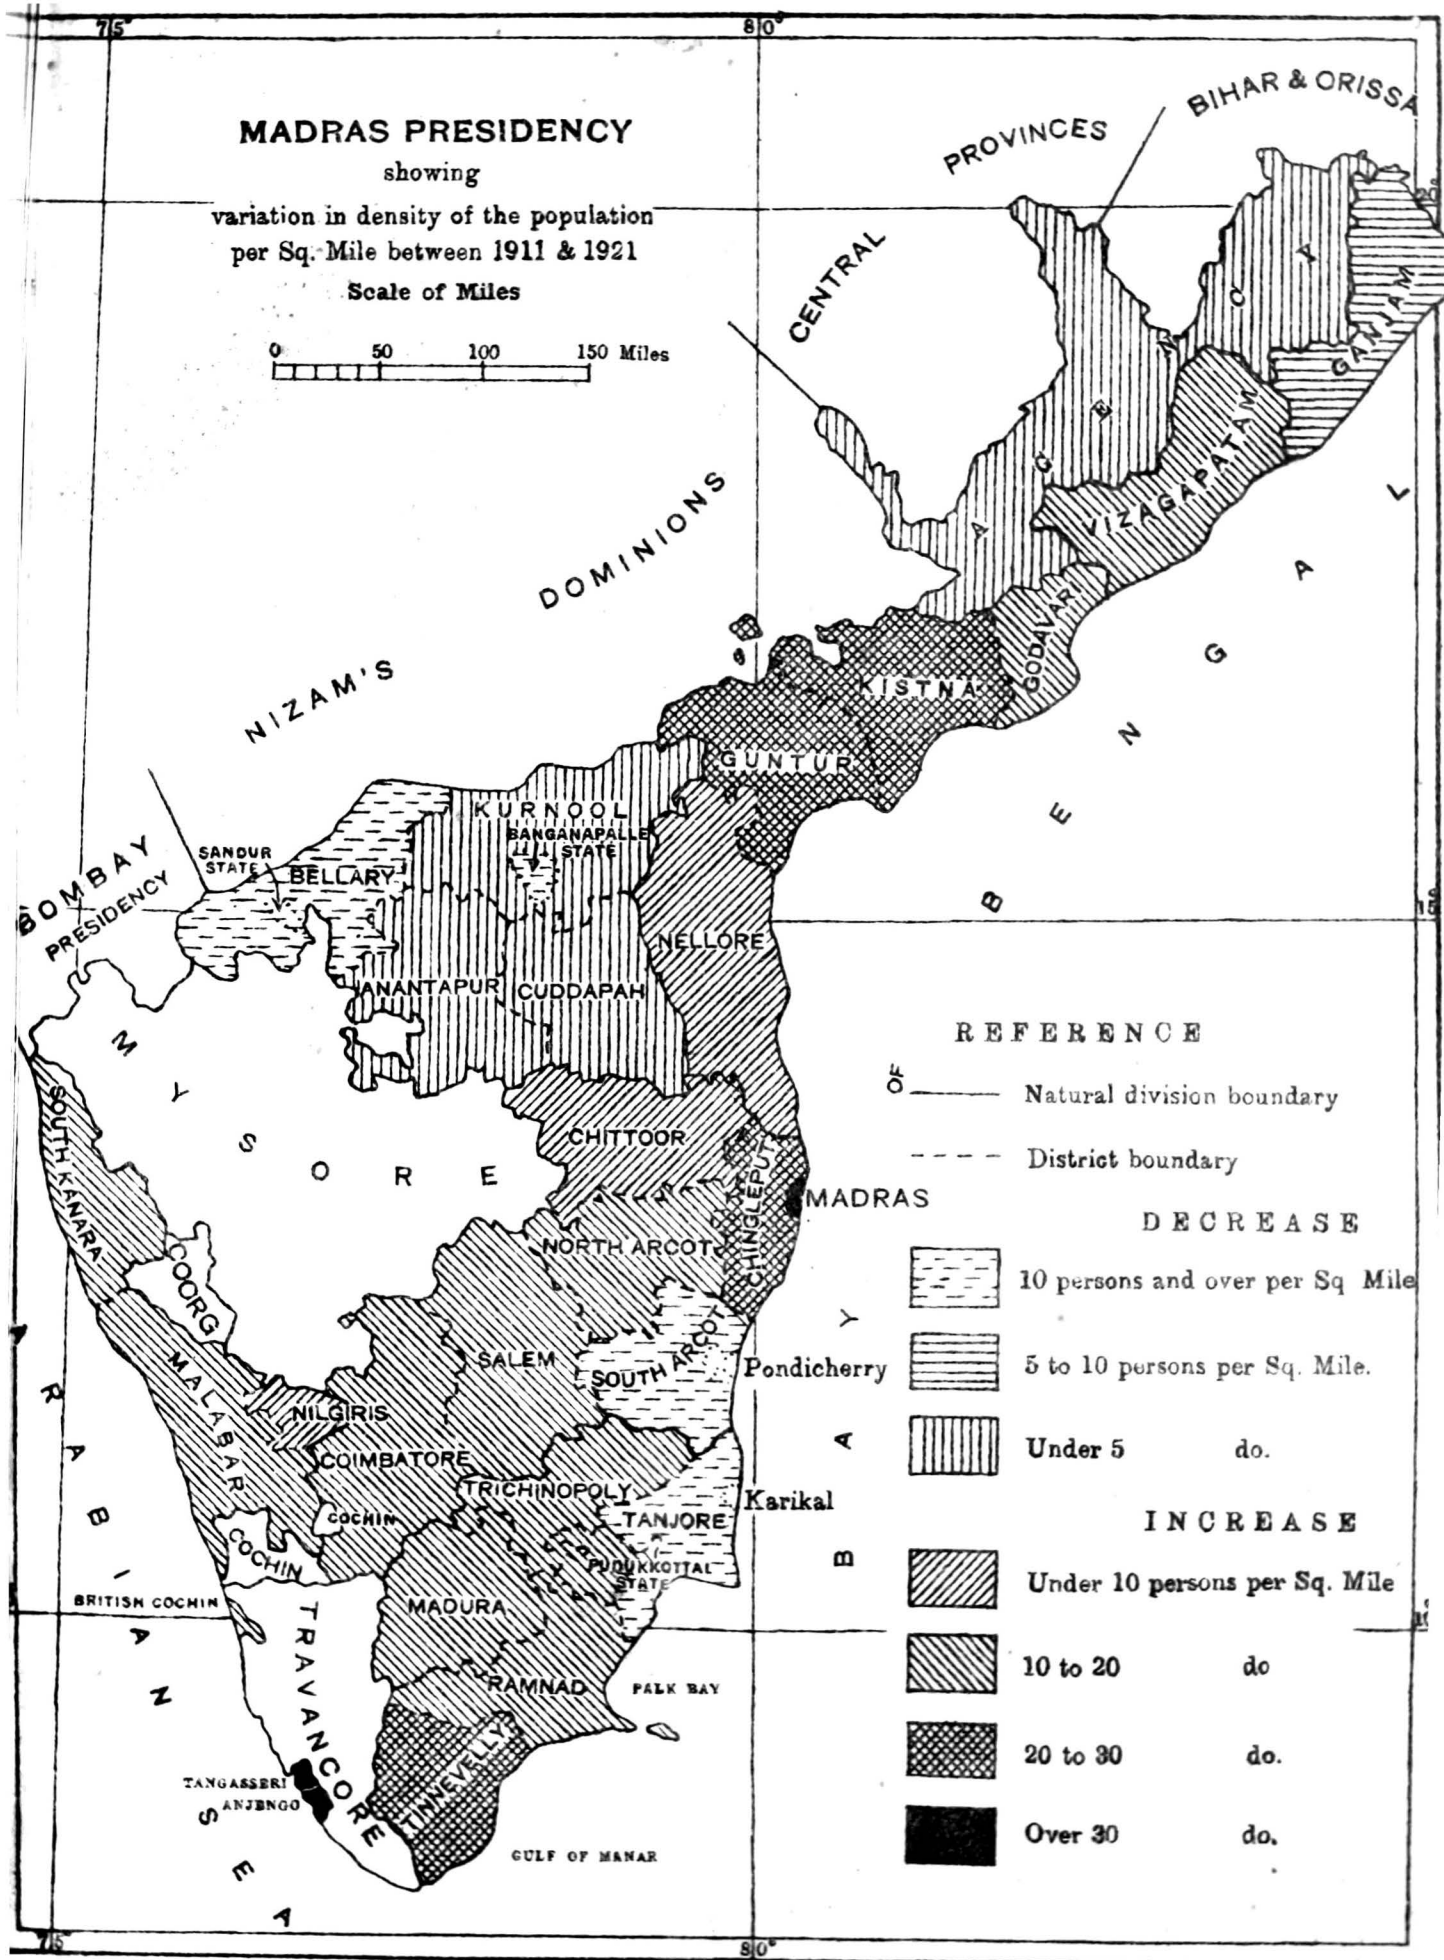 75°
80°
MADRAS PRESIDENCY
showing
variation in density of the population
per Sq. Mile between 1911 & 1921
Scale of Miles
0 50 100 150 Miles
BIHAR & ORISSA
CENTRAL PROVINCES
20°
AGENCY
GANJAM
VIZAGAPATAM
GODAVARI
KISTNA
GUNTUR
NIZAM'S DOMINIONS
KURNOOL
BANGANAPALLE
STATE
SANDUR
STATE
BELLARY
BOMBAY
PRESIDENCY
15°
NELLORE
ANANTAPUR
CUDDAPAH
MYSORE
CHITTOOR
SOUTH KANARA
COORG
NORTH ARCOT
CHINGLEPUT
MADRAS
MALABAR
NILGIRIS
SALEM
SOUTH ARCOT
Pondicherry
COIMBATORE
TRICHINOPOLY
Karikal
COCHIN
TANJORE
COCHIN
PUDUKKOTTAI
STATE
BRITISH COCHIN
MADURA
TRAVANCORE
RAMNAD
PALK BAY
TINNEVELLY
TANGASSERI
ANJENGO
GULF OF MANAR
ARABIAN SEA
BAY OF BENGAL
REFERENCE
Natural division boundary
District boundary
DECREASE
10 persons and over per Sq Mile
5 to 10 persons per Sq. Mile.
Under 5 do.
INCREASE
Under 10 persons per Sq. Mile
10 to 20 do
20 to 30 do.
Over 30 do.
75°
80°